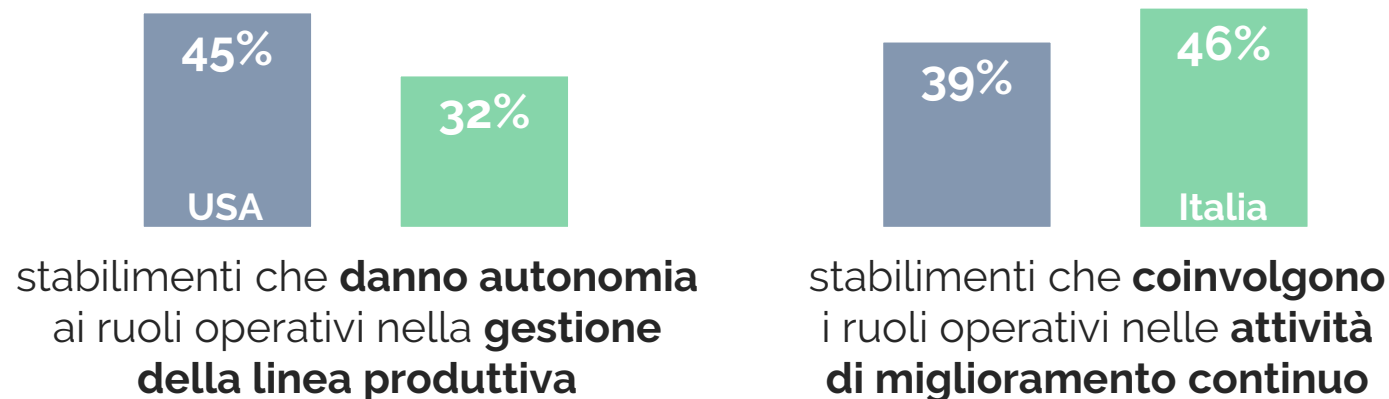 45%
USA
32%
stabilimenti che danno autonomia
ai ruoli operativi nella gestione
della linea produttiva
39%
46%
Italia
stabilimenti che coinvolgono
i ruoli operativi nelle attività
di miglioramento continuo